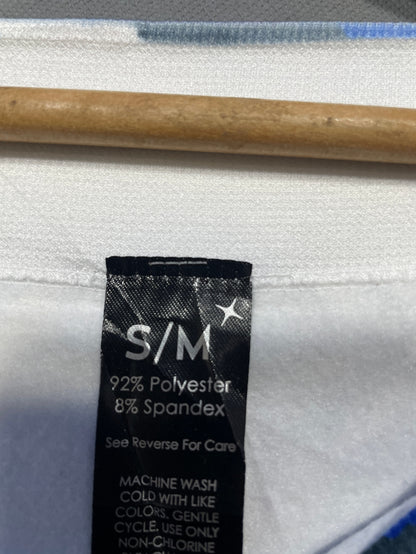 S/M
92% Polyester
8% Spandex
See Reverse For Care
MACHINE WASH
COLD WITH LIKE
COLORS. GENTLE
CYCLE. USE ONLY
NON-CHLORINE